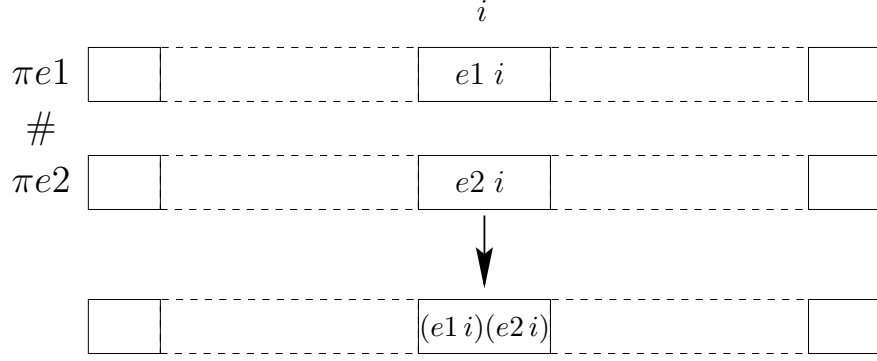 i
πe1 e1 i
#
πe2 e2 i
(e1 i)(e2 i)